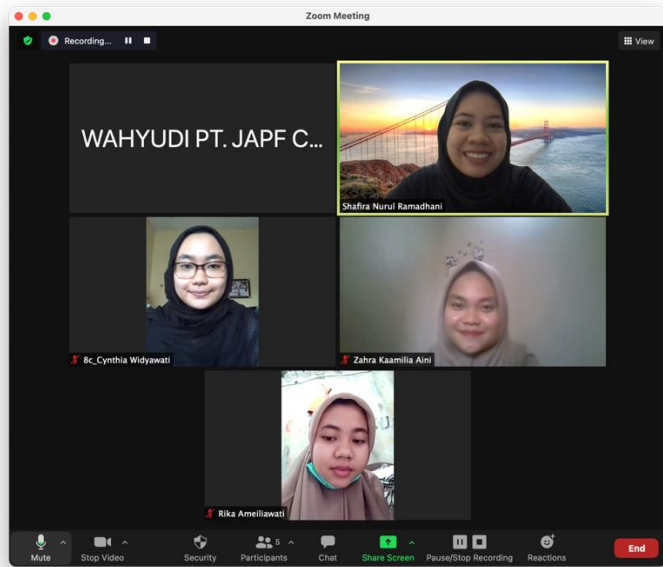 Zoom Meeting
Recording...
View
WAHYUDI PT. JAPF C...
Shafira Nurul Ramadhani
8c_Cynthia Widyawati
Zahra Kaamilia Aini
Rika Ameiliawati
Mute
Stop Video
Security
Participants
5
Chat
Share Screen
Pause/Stop Recording
Reactions
End